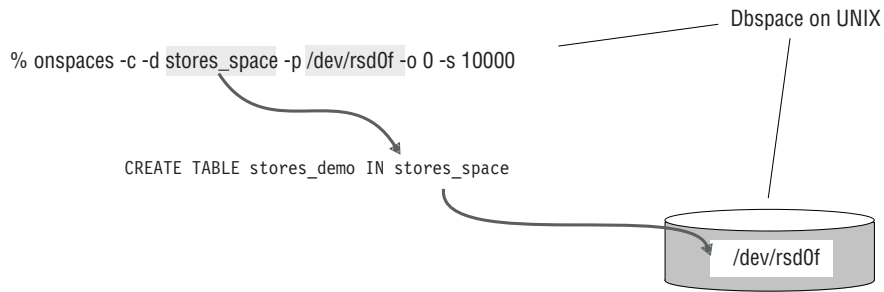 Dbspace on UNIX
% onspaces -c -d stores_space -p /dev/rsd0f -o 0 -s 10000
CREATE TABLE stores_demo IN stores_space
/dev/rsd0f